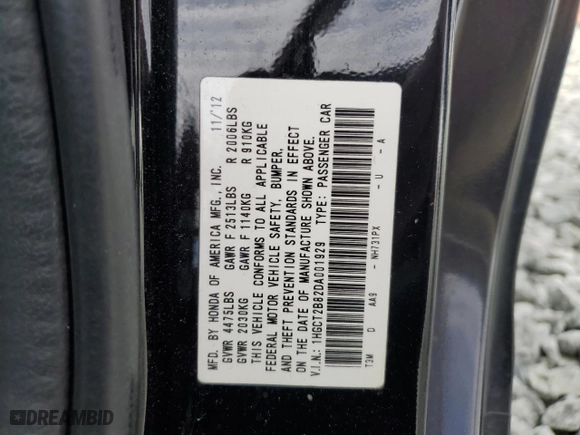 MFD. BY HONDA OF AMERICA MFG., INC. 11/'12
GVWR 4475LBS GAWR F 2513LBS R 2006LBS
GVWR 2030KG GAWR F 1140KG R 910KG
THIS VEHICLE CONFORMS TO ALL APPLICABLE
FEDERAL MOTOR VEHICLE SAFETY, BUMPER,
AND THEFT PREVENTION STANDARDS IN EFFECT
ON THE DATE OF MANUFACTURE SHOWN ABOVE.
V.I.N.: 1HGCT2B82DA001929 TYPE: PASSENGER CAR
T3M D AA9 - NH731PX - U - A
DREAMBID